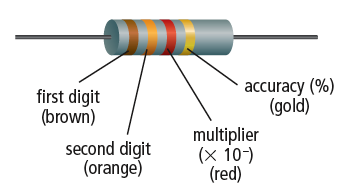 first digit
(brown)
second digit
(orange)
multiplier
(× 10⁻)
(red)
accuracy (%)
(gold)